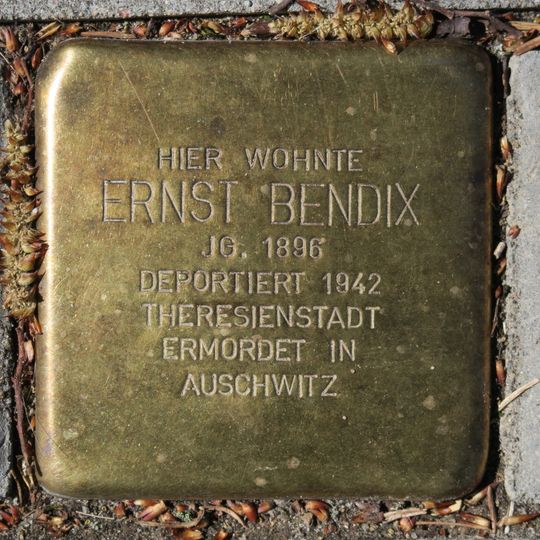 HIER WOHNTE
ERNST BENDIX
JG. 1896
DEPORTIERT 1942
THERESIENSTADT
ERMORDET IN
AUSCHWITZ